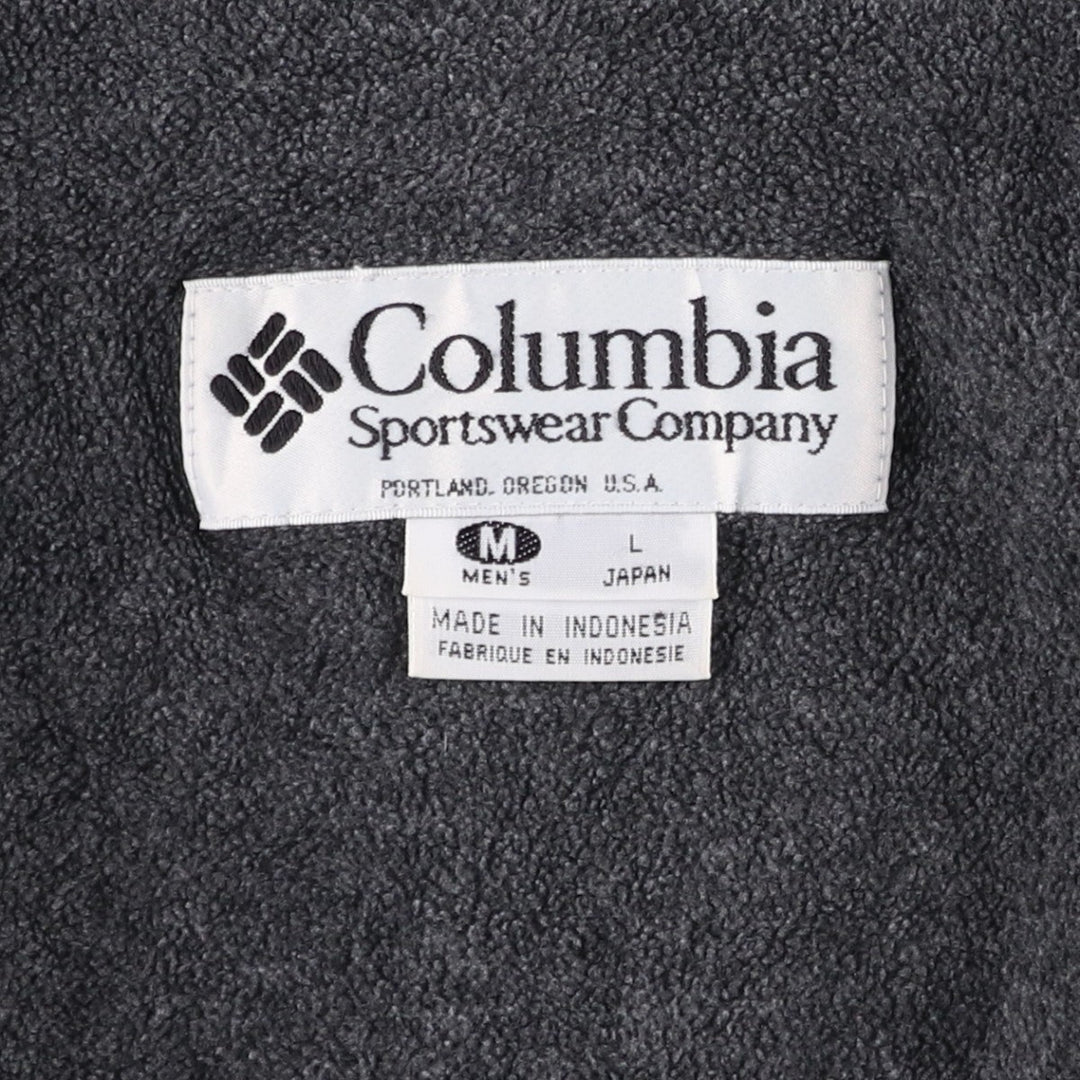 Columbia
Sportswear Company
PORTLAND, OREGON U.S.A.
M L
MEN'S JAPAN
MADE IN INDONESIA
FABRIQUE EN INDONESIE